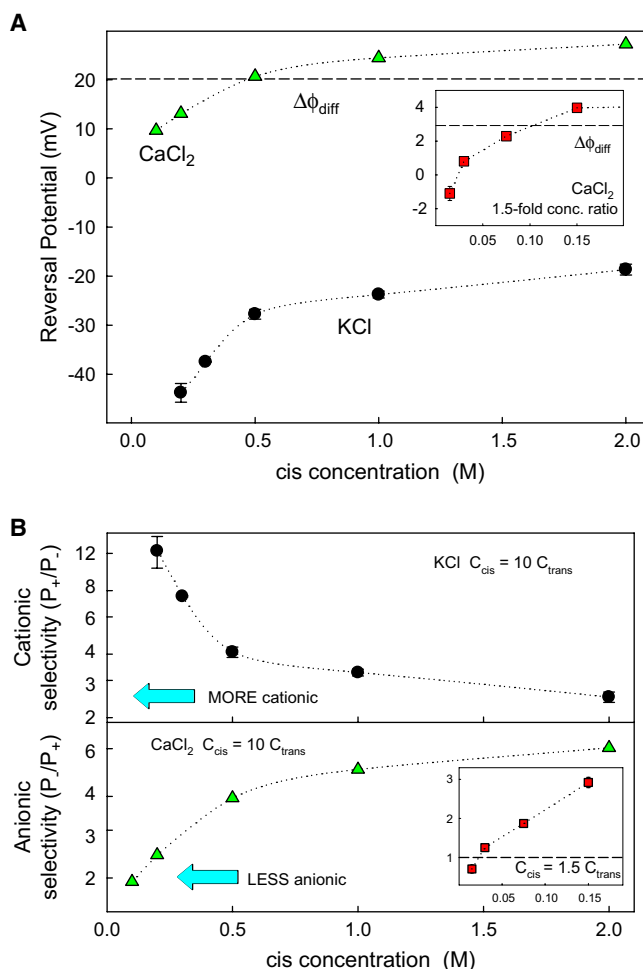 A
Reversal Potential (mV)
20
10
0
-10
-20
-30
-40
CaCl₂
Δϕdiff
KCl
4
2
0
-2
Δϕdiff
CaCl₂
1.5-fold conc. ratio
0.05 0.10 0.15
0.0 0.5 1.0 1.5 2.0
cis concentration (M)
B
Cationic
selectivity (P₊/P₋)
12
8
6
4
3
2
KCl Ccis = 10 Ctrans
MORE cationic
Anionic
selectivity (P₋/P₊)
6
4
3
2
CaCl₂ Ccis = 10 Ctrans
LESS anionic
3
2
1
Ccis = 1.5 Ctrans
0.05 0.10 0.15
0.0 0.5 1.0 1.5 2.0
cis concentration (M)